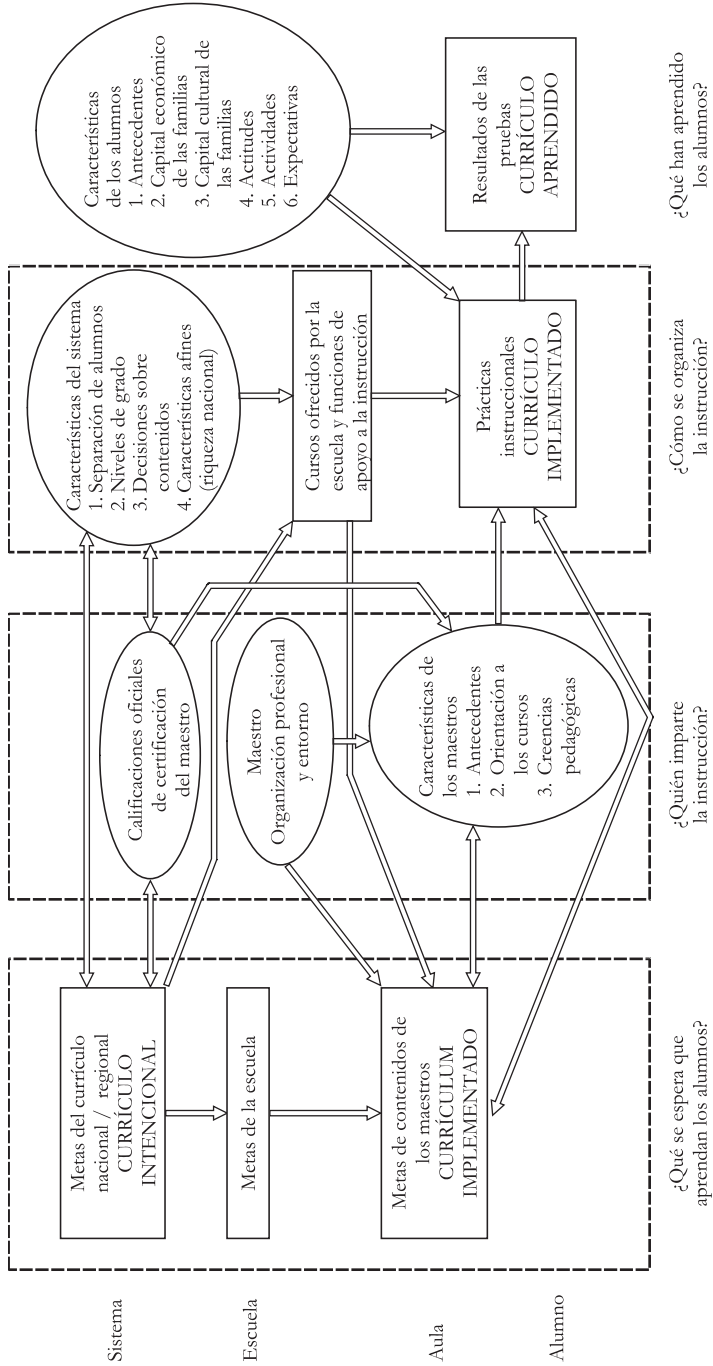 Sistema
Escuela
Aula
Alumno
Metas del currículo
nacional / regional
CURRÍCULO
INTENCIONAL
Metas de la escuela
Metas de contenidos de
los maestros
CURRÍCULUM
IMPLEMENTADO
¿Qué se espera que
aprendan los alumnos?
Calificaciones oficiales
de certificación
del maestro
Maestro
Organización profesional
y entorno
Características de
los maestros
1. Antecedentes
2. Orientación a
los cursos
3. Creencias
pedagógicas
¿Quién imparte
la instrucción?
Características del sistema
1. Separación de alumnos
2. Niveles de grado
3. Decisiones sobre
contenidos
4. Características afines
(riqueza nacional)
Cursos ofrecidos por la
escuela y funciones de
apoyo a la instrucción
Prácticas
instruccionales
CURRÍCULO
IMPLEMENTADO
¿Cómo se organiza
la instrucción?
Características
de los alumnos
1. Antecedentes
2. Capital económico
de las familias
3. Capital cultural de
las familias
4. Actitudes
5. Actividades
6. Expectativas
Resultados de las
pruebas
CURRÍCULO
APRENDIDO
¿Qué han aprendido
los alumnos?